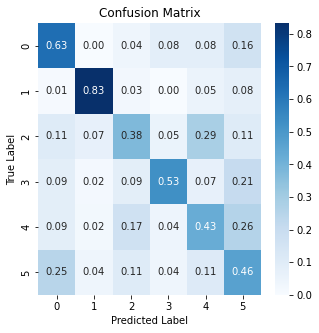 Confusion Matrix
0 0.63 0.00 0.04 0.08 0.08 0.16
1 0.01 0.83 0.03 0.00 0.05 0.08
2 0.11 0.07 0.38 0.05 0.29 0.11
3 0.09 0.02 0.09 0.53 0.07 0.21
4 0.09 0.02 0.17 0.04 0.43 0.26
5 0.25 0.04 0.11 0.04 0.11 0.46
0 1 2 3 4 5
True Label
Predicted Label
0.8
0.7
0.6
0.5
0.4
0.3
0.2
0.1
0.0